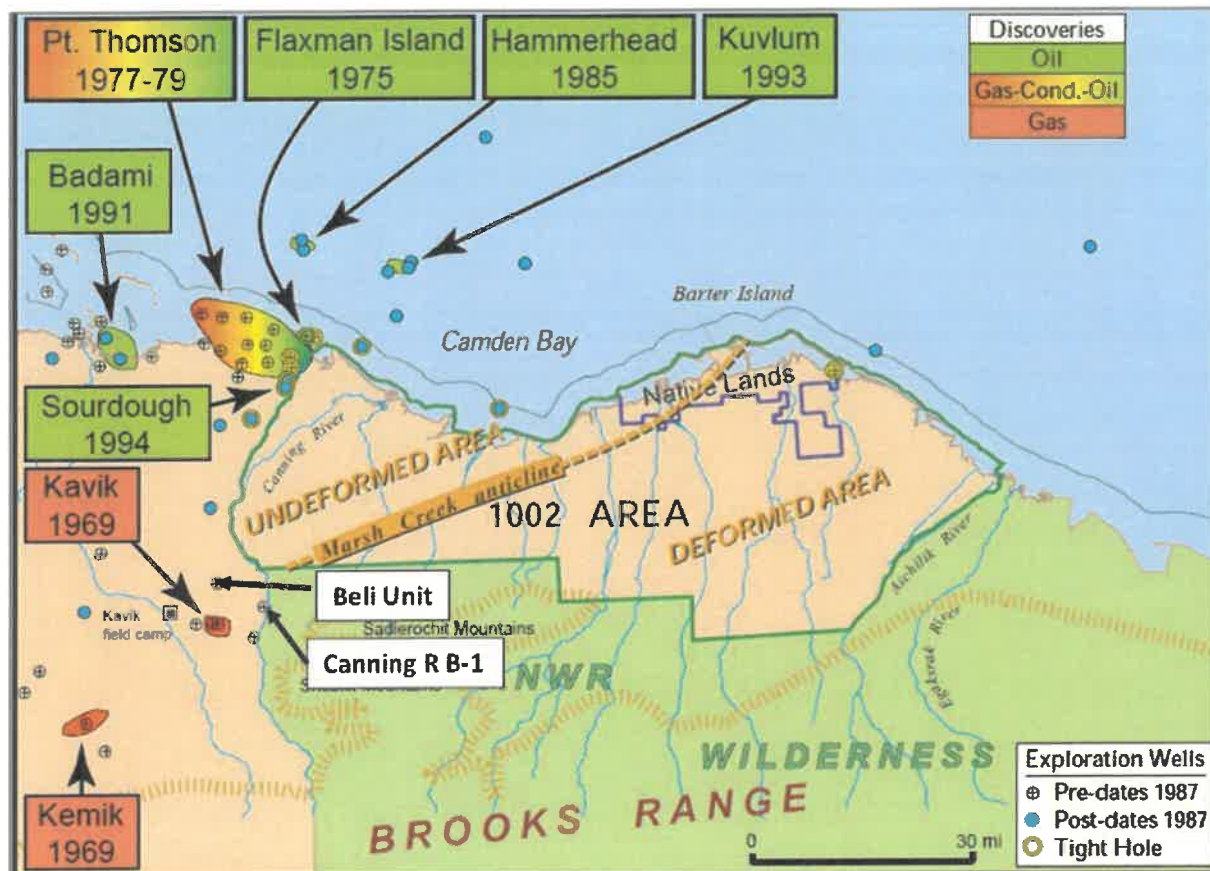 Pt. Thomson
1977-79
Flaxman Island
1975
Hammerhead
1985
Kuvlum
1993
Discoveries
Oil
Gas-Cond.-Oil
Gas
Badami
1991
Barter Island
Camden Bay
Native Lands
Sourdough
1994
Canning River
UNDEFORMED AREA
Marsh Creek anticline
1002 AREA
DEFORMED AREA
Kavik
1969
Aichilik River
Beli Unit
Kavik
field camp
Sadlerochit Mountains
Canning R B-1
NWR
Egaksrak River
WILDERNESS
Kemik
1969
BROOKS RANGE
0 30 mi
Exploration Wells
Pre-dates 1987
Post-dates 1987
Tight Hole